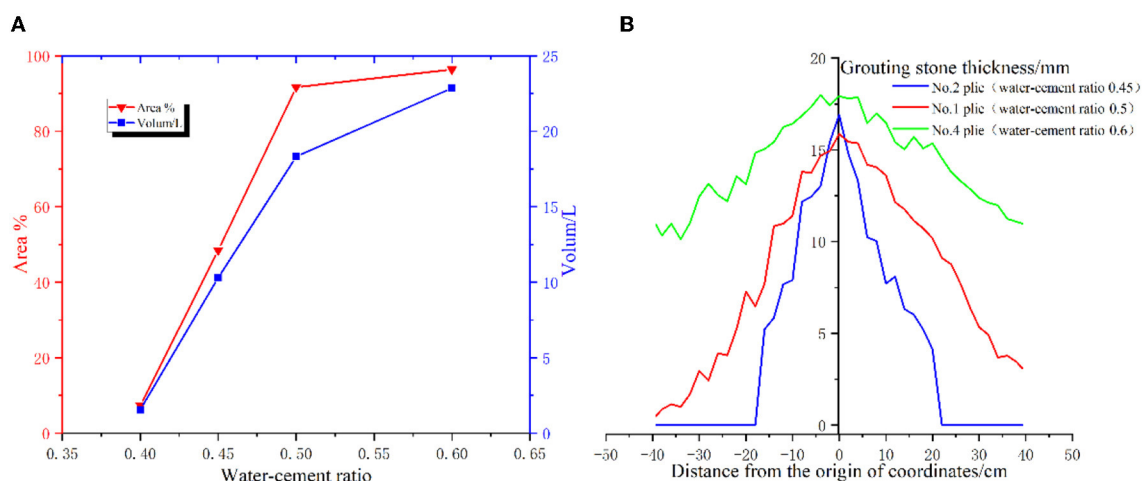 A
B
100
80
60
40
20
0
Area %
25
20
15
10
5
0
Volum/L
Area %
Volum/L
0.35
0.40
0.45
0.50
0.55
0.60
0.65
Water-cement ratio
20
15
10
5
0
Grouting stone thickness/mm
No.2 plie（water-cement ratio 0.45）
No.1 plie（water-cement ratio 0.5）
No.4 plie（water-cement ratio 0.6）
-50
-40
-30
-20
-10
0
10
20
30
40
50
Distance from the origin of coordinates/cm